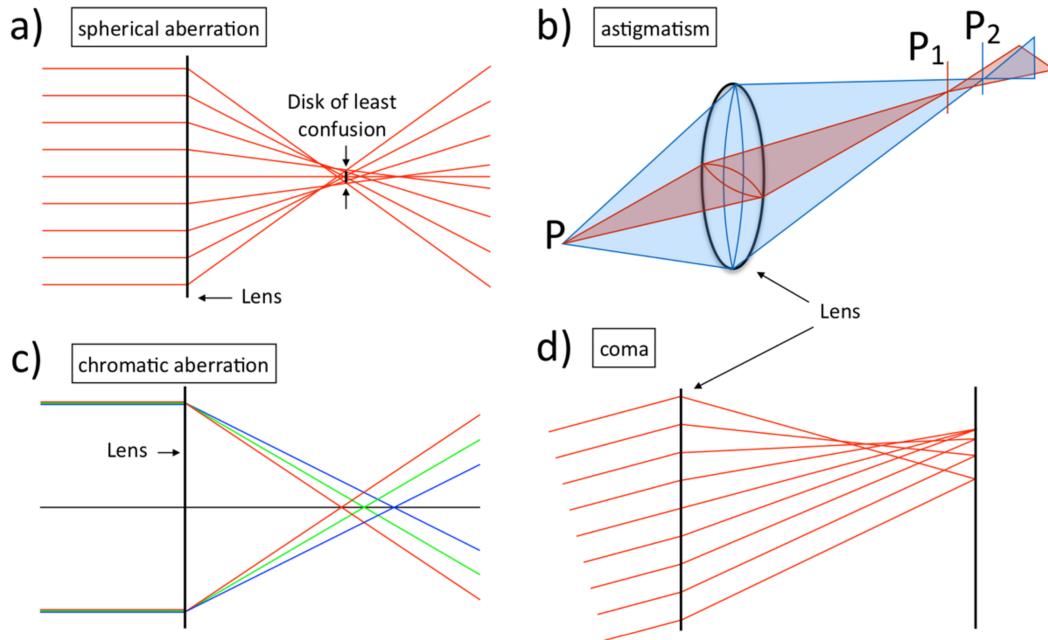 a)
spherical aberration
Disk of least
confusion
Lens
b)
astigmatism
P1
P2
P
Lens
c)
chromatic aberration
Lens
d)
coma